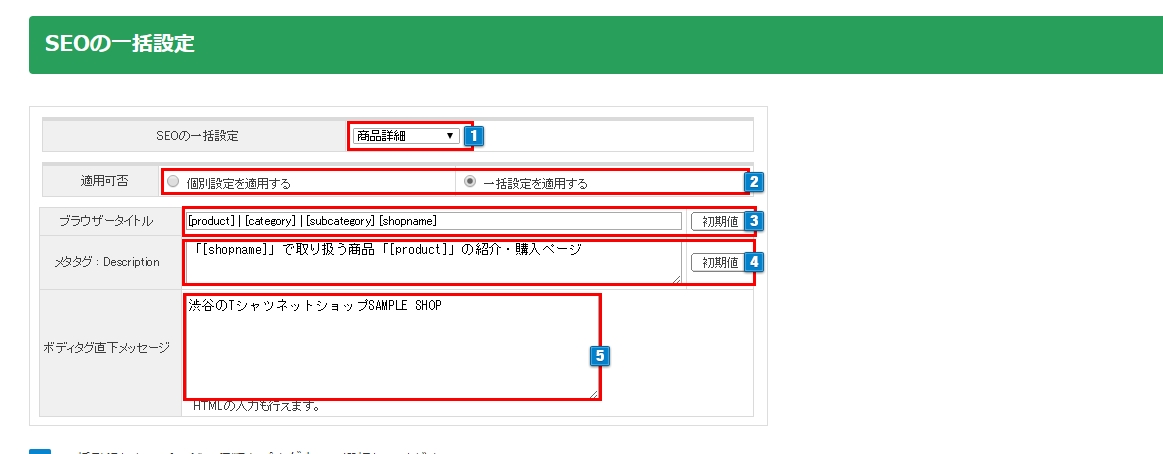 SEOの一括設定
SEOの一括設定 商品詳細 1
適用可否 個別設定を適用する 一括設定を適用する 2
ブラウザータイトル [product] | [category] | [subcategory] [shopname] 初期値 3
メタタグ : Description 「[shopname]」で取り扱う商品「[product]」の紹介・購入ページ 初期値 4
ボディタグ直下メッセージ 渋谷のTシャツネットショップSAMPLE SHOP 5
HTMLの入力も行えます。